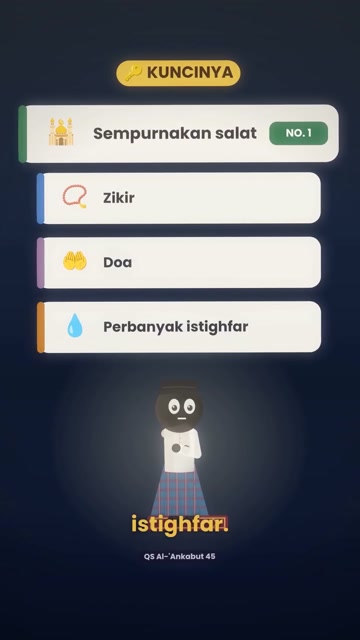 KUNCINYA
Sempurnakan salat
NO. 1
Zikir
Doa
Perbanyak istighfar
istighfar.
QS Al-'Ankabut 45